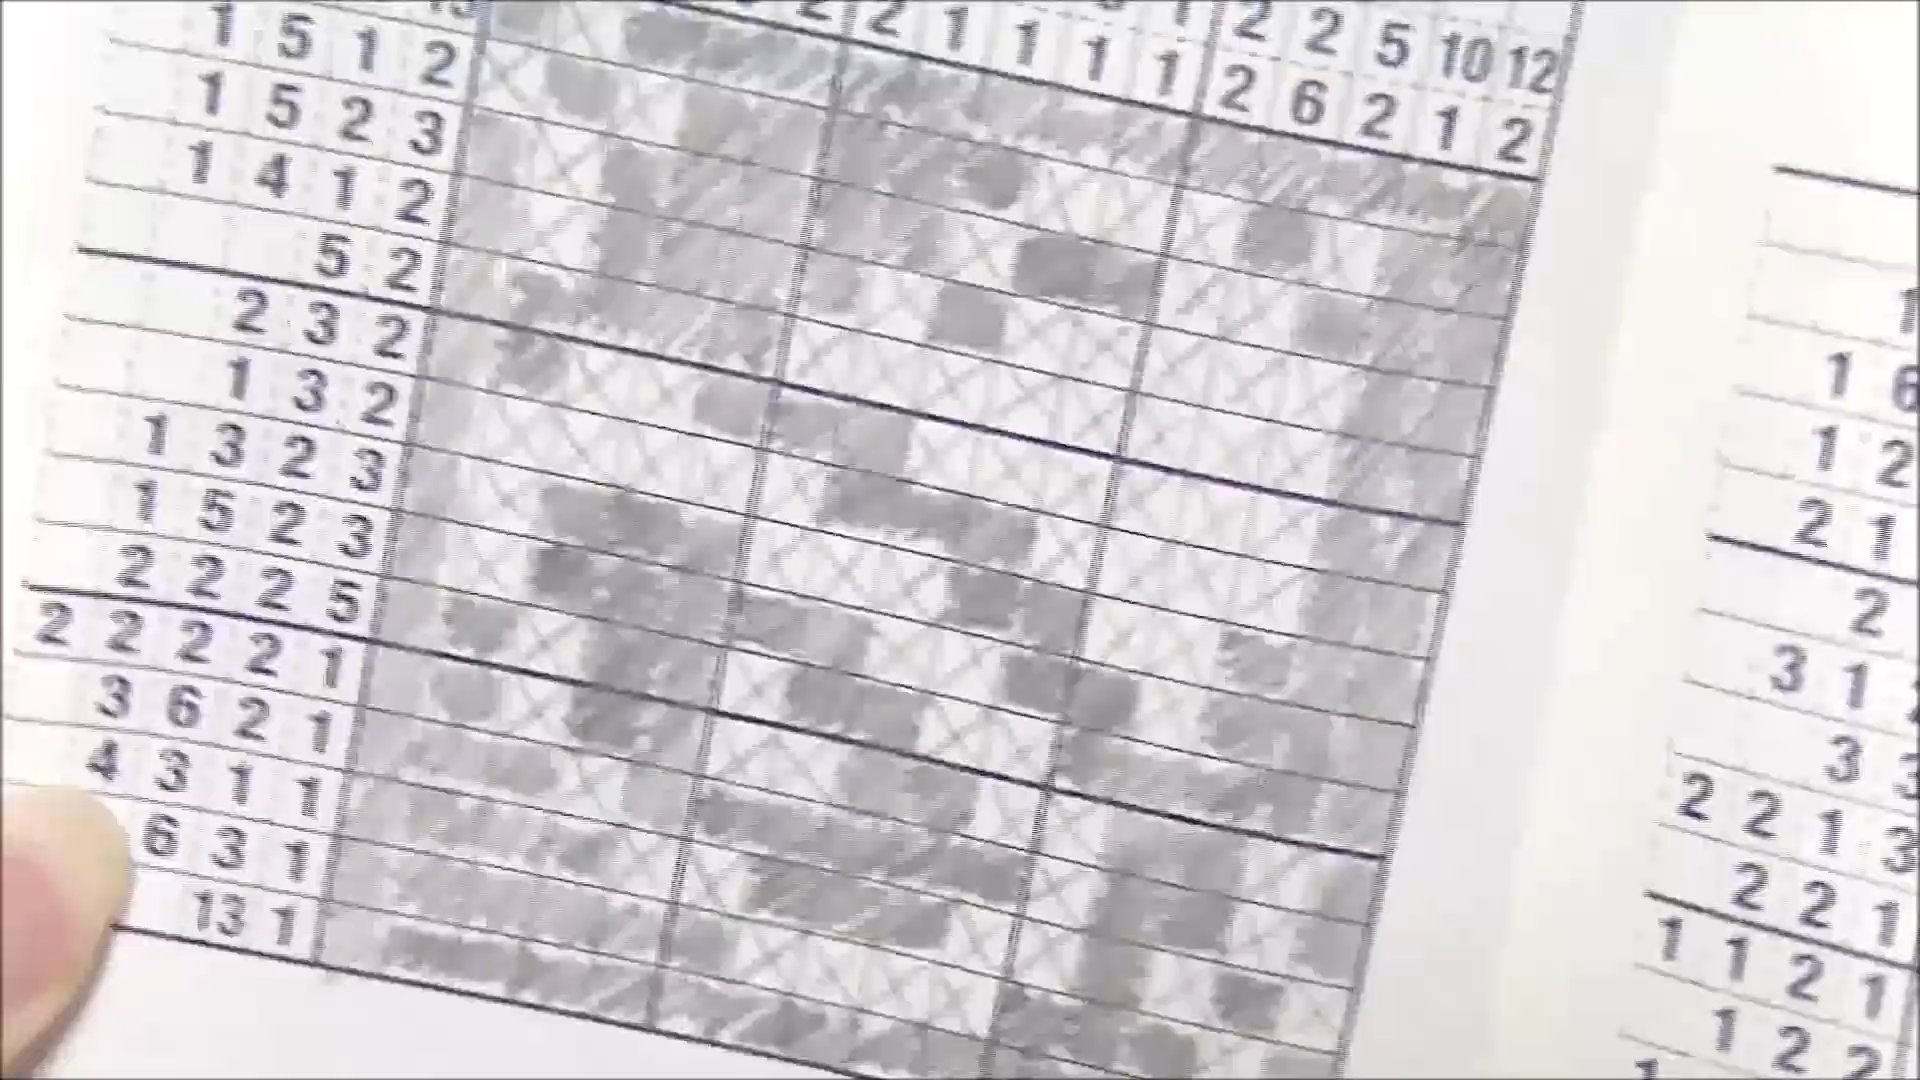 2 2 1 1 1 1 2 2 5 10 12
2 6 2 1 2
1 5 1 2
1 5 2 3
1 4 1 2
5 2
2 3 2
1 3 2
1 3 2 3
1 5 2 3
2 2 2 5
2 2 2 2 1
3 6 2 1
4 3 1 1
6 3 1
13 1
1
1 6
1 2
2 1
2
3 1
3 3
2 2 1 3
2 2 1
1 1 2 1
1 2 2